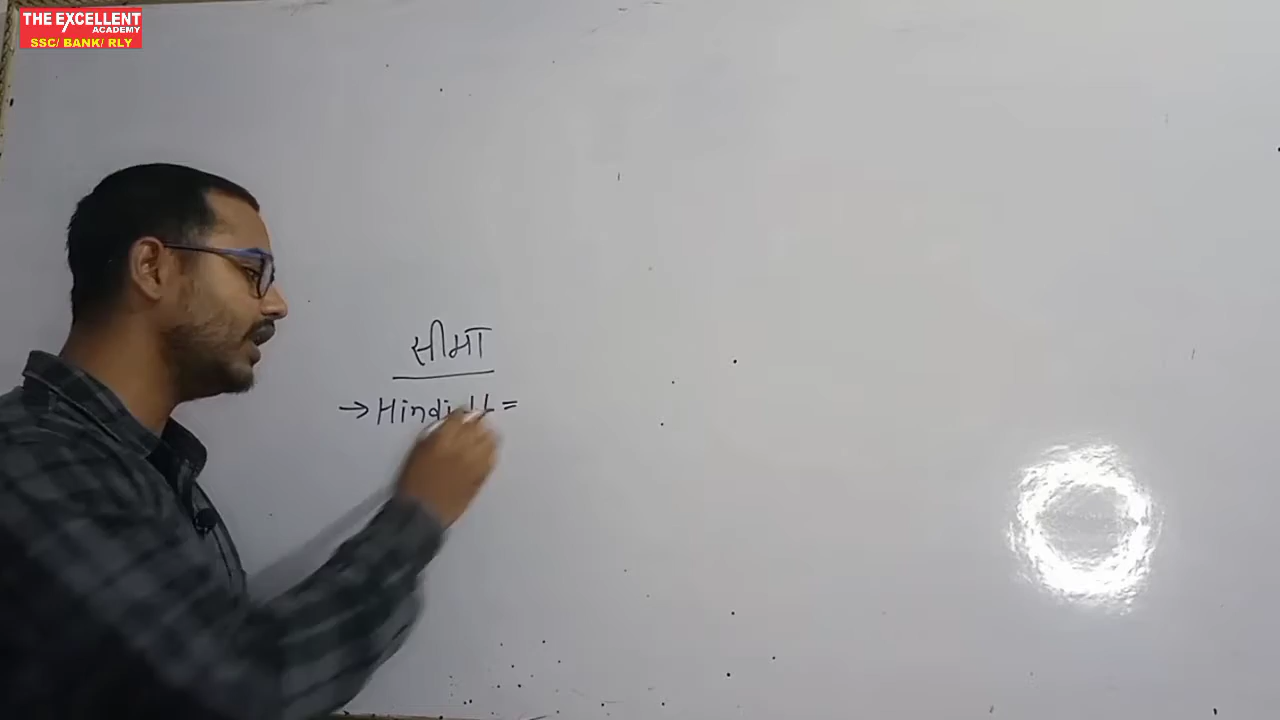 THE EXCELLENT
ACADEMY
SSC/ BANK/ RLY
सीमा
→ Hindi =